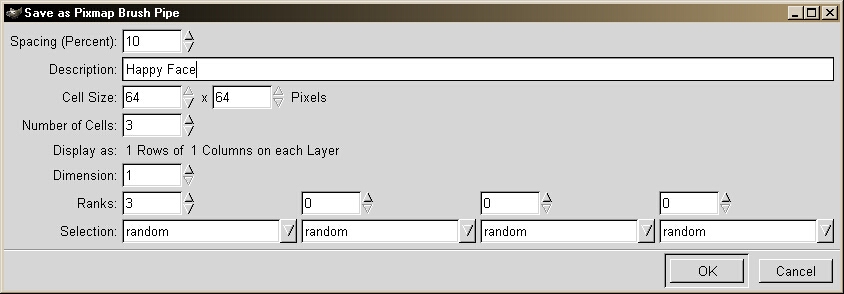 Save as Pixmap Brush Pipe
Spacing (Percent): 10
Description: Happy Face
Cell Size: 64 x 64 Pixels
Number of Cells: 3
Display as: 1 Rows of 1 Columns on each Layer
Dimension: 1
Ranks: 3 0 0 0
Selection: random random random random
OK Cancel